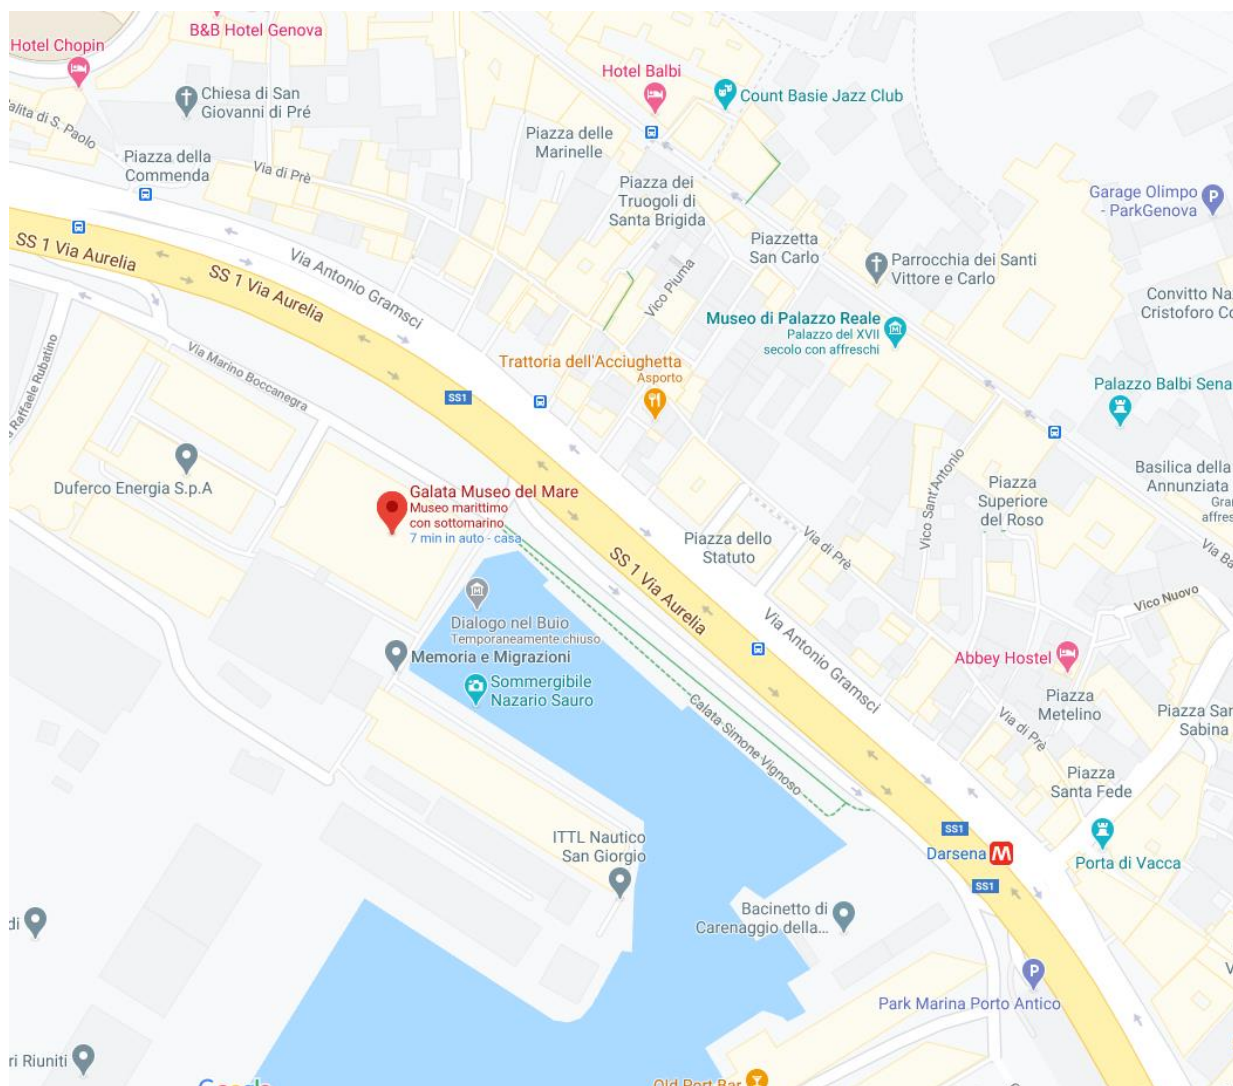 B&B Hotel Genova
Hotel Chopin
Hotel Balbi
Count Basie Jazz Club
Chiesa di San
Giovanni di Pré
Salita di S. Paolo
Piazza delle
Marinelle
Piazza della
Commenda
Via di Prè
Piazza dei
Truogoli di
Santa Brigida
Garage Olimpo
- ParkGenova
Piazzetta
San Carlo
SS 1 Via Aurelia
SS 1 Via Aurelia
Via Antonio Gramsci
Vico Piuma
Parrocchia dei Santi
Vittore e Carlo
Convitto Na
Cristoforo Co
Museo di Palazzo Reale
Palazzo del XVII
secolo con affreschi
Via Marino Boccanegra
a Raffaele Rubatino
Trattoria dell'Acciughetta
Asporto
Palazzo Balbi Sena
SS1
Duferco Energia S.p.A
Galata Museo del Mare
Museo marittimo
con sottomarino
7 min in auto - casa
Vico Sant'Antonio
Piazza
Superiore
del Roso
Basilica della
Annunziata
Gra
affres
Piazza dello
Statuto
Via di Prè
Via Ba
SS 1 Via Aurelia
Dialogo nel Buio
Temporaneamente chiuso
Memoria e Migrazioni
Vico Nuovo
Via Antonio Gramsci
Abbey Hostel
Sommergibile
Nazario Sauro
Calata Simone Vignoso
Piazza
Metelino
Piazza San
Sabina
Via di Prè
Piazza
Santa Fede
SS1
Darsena
M
Porta di Vacca
ITTL Nautico
San Giorgio
SS1
Bacinetto di
Carenaggio della...
di
V
P
Park Marina Porto Antico
ri Riuniti
Google
Old Port Bar